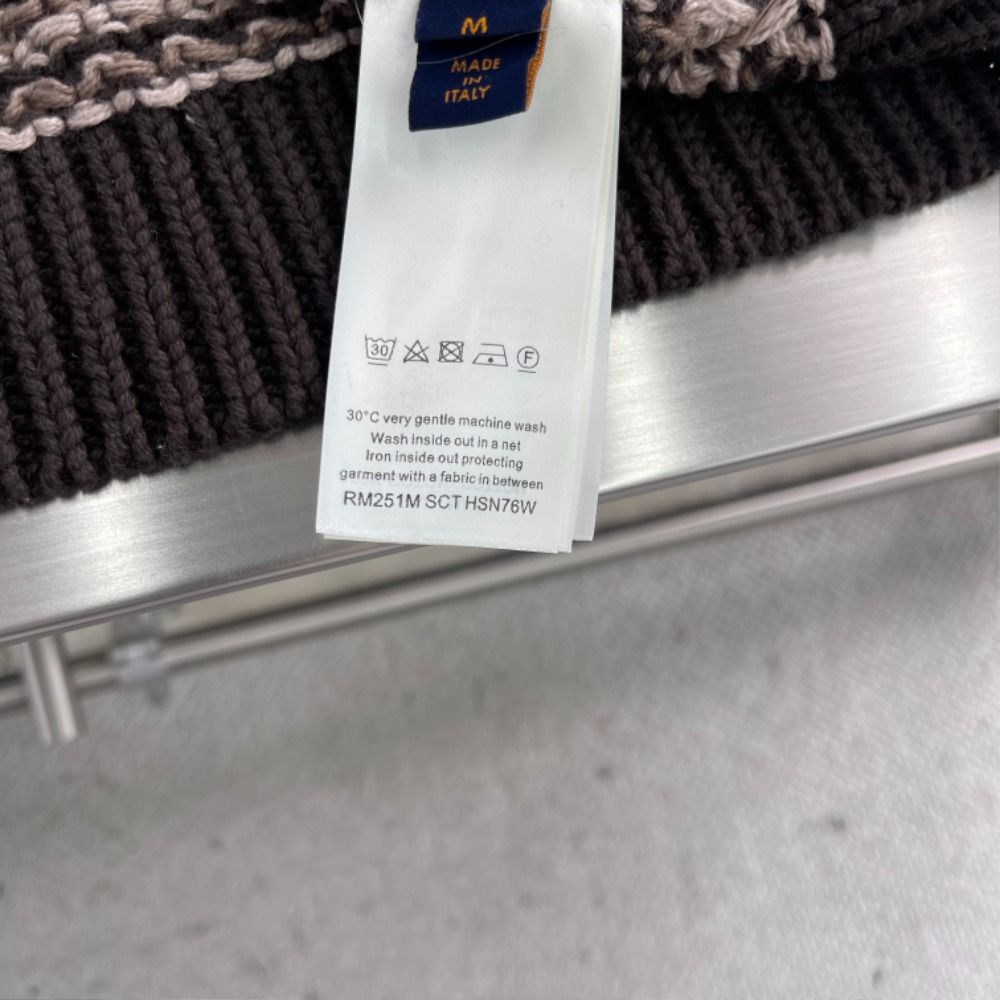 M
MADE
IN
ITALY
30 F
30°C very gentle machine wash
Wash inside out in a net
Iron inside out protecting
garment with a fabric in between
RM251M SCT HSN76W